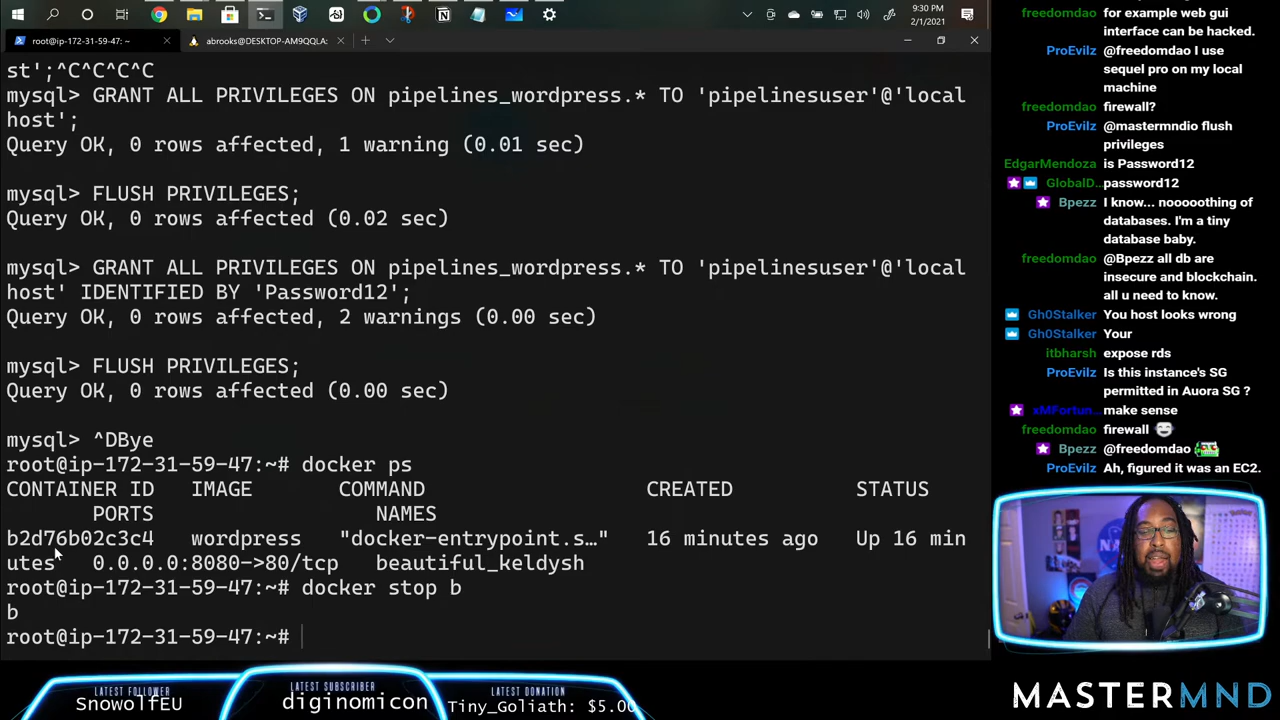 9:30 PM
2/1/2021
root@ip-172-31-59-47: ~
abrooks@DESKTOP-AM9QQLA:
st';^C^C^C^C
mysql> GRANT ALL PRIVILEGES ON pipelines_wordpress.* TO 'pipelinesuser'@'local
host';
Query OK, 0 rows affected, 1 warning (0.01 sec)
mysql> FLUSH PRIVILEGES;
Query OK, 0 rows affected (0.02 sec)
mysql> GRANT ALL PRIVILEGES ON pipelines_wordpress.* TO 'pipelinesuser'@'local
host' IDENTIFIED BY 'Password12';
Query OK, 0 rows affected, 2 warnings (0.00 sec)
mysql> FLUSH PRIVILEGES;
Query OK, 0 rows affected (0.00 sec)
mysql> ^DBye
root@ip-172-31-59-47:~# docker ps
CONTAINER ID IMAGE COMMAND CREATED STATUS
PORTS NAMES
b2d76b02c3c4 wordpress "docker-entrypoint.s…" 16 minutes ago Up 16 min
utes 0.0.0.0:8080->80/tcp beautiful_keldysh
root@ip-172-31-59-47:~# docker stop b
b
root@ip-172-31-59-47:~#
freedomdao for example web gui
interface can be hacked.
ProEvilz @freedomdao I use
sequel pro on my local
machine
freedomdao firewall?
ProEvilz @mastermndio flush
privileges
EdgarMendoza is Password12
GlobalD... password12
Bpezz I know... nooooothing of
databases. I'm a tiny
database baby.
freedomdao @Bpezz all db are
insecure and blockchain.
all u need to know.
Gh0Stalker You host looks wrong
Gh0Stalker Your
itbharsh expose rds
ProEvilz Is this instance's SG
permitted in Auora SG ?
xMFortun... make sense
freedomdao firewall
Bpezz @freedomdao
ProEvilz Ah, figured it was an EC2.
LATEST FOLLOWER
SnowolfEU
LATEST SUBSCRIBER
diginomicon
LATEST DONATION
Tiny_Goliath: $5.00
MASTERMND